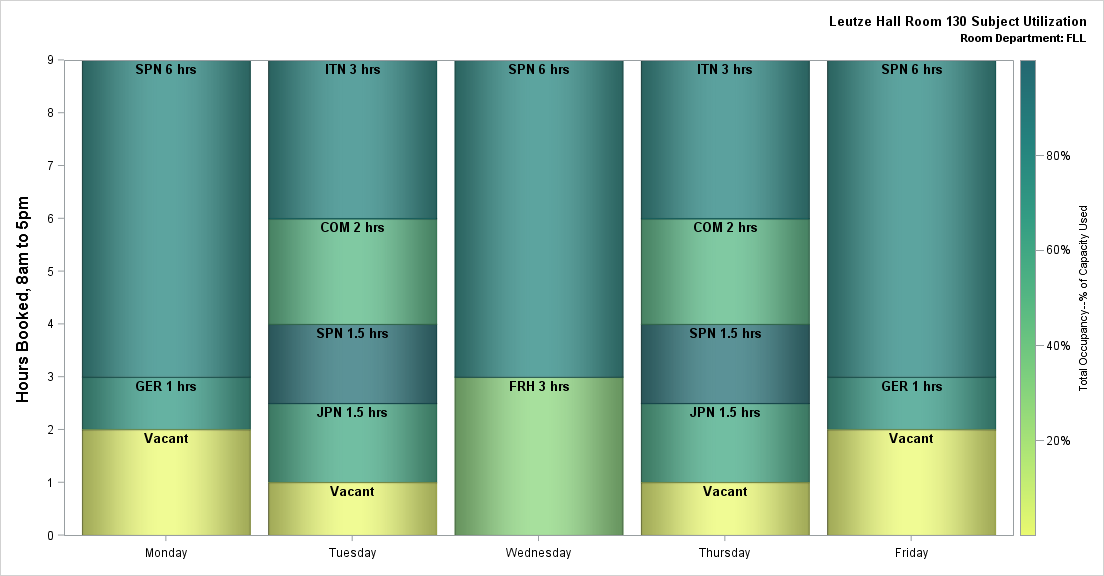 Leutze Hall Room 130 Subject Utilization
Room Department: FLL
Hours Booked, 8am to 5pm
9
8
7
6
5
4
3
2
1
0
SPN 6 hrs
GER 1 hrs
Vacant
ITN 3 hrs
COM 2 hrs
SPN 1.5 hrs
JPN 1.5 hrs
Vacant
SPN 6 hrs
FRH 3 hrs
ITN 3 hrs
COM 2 hrs
SPN 1.5 hrs
JPN 1.5 hrs
Vacant
SPN 6 hrs
GER 1 hrs
Vacant
Monday
Tuesday
Wednesday
Thursday
Friday
80%
60%
40%
20%
Total Occupancy--% of Capacity Used